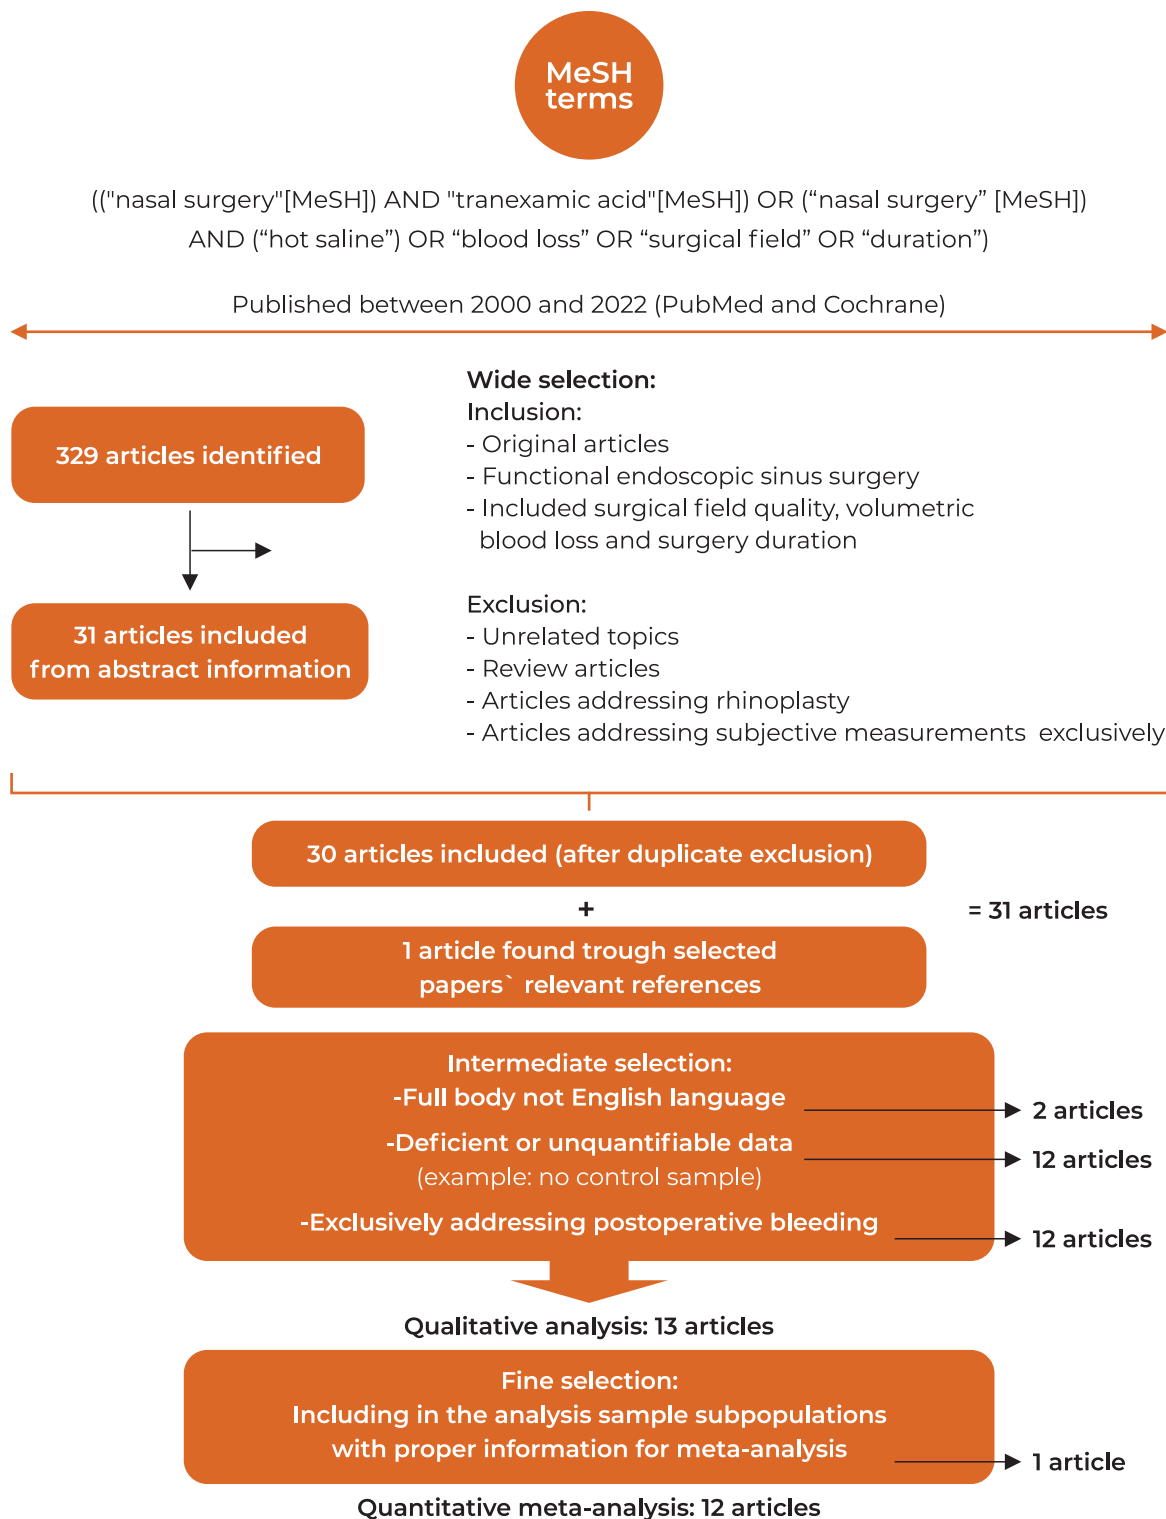 MeSH
terms
(("nasal surgery"[MeSH]) AND "tranexamic acid"[MeSH]) OR (“nasal surgery” [MeSH])
AND (“hot saline”) OR “blood loss” OR “surgical field” OR “duration”)
Published between 2000 and 2022 (PubMed and Cochrane)
329 articles identified
31 articles included
from abstract information
Wide selection:
Inclusion:
- Original articles
- Functional endoscopic sinus surgery
- Included surgical field quality, volumetric
blood loss and surgery duration
Exclusion:
- Unrelated topics
- Review articles
- Articles addressing rhinoplasty
- Articles addressing subjective measurements exclusively
30 articles included (after duplicate exclusion)
+
= 31 articles
1 article found trough selected
papers` relevant references
Intermediate selection:
-Full body not English language
2 articles
-Deficient or unquantifiable data
(example: no control sample)
12 articles
-Exclusively addressing postoperative bleeding
12 articles
Qualitative analysis: 13 articles
Fine selection:
Including in the analysis sample subpopulations
with proper information for meta-analysis
1 article
Quantitative meta-analysis: 12 articles